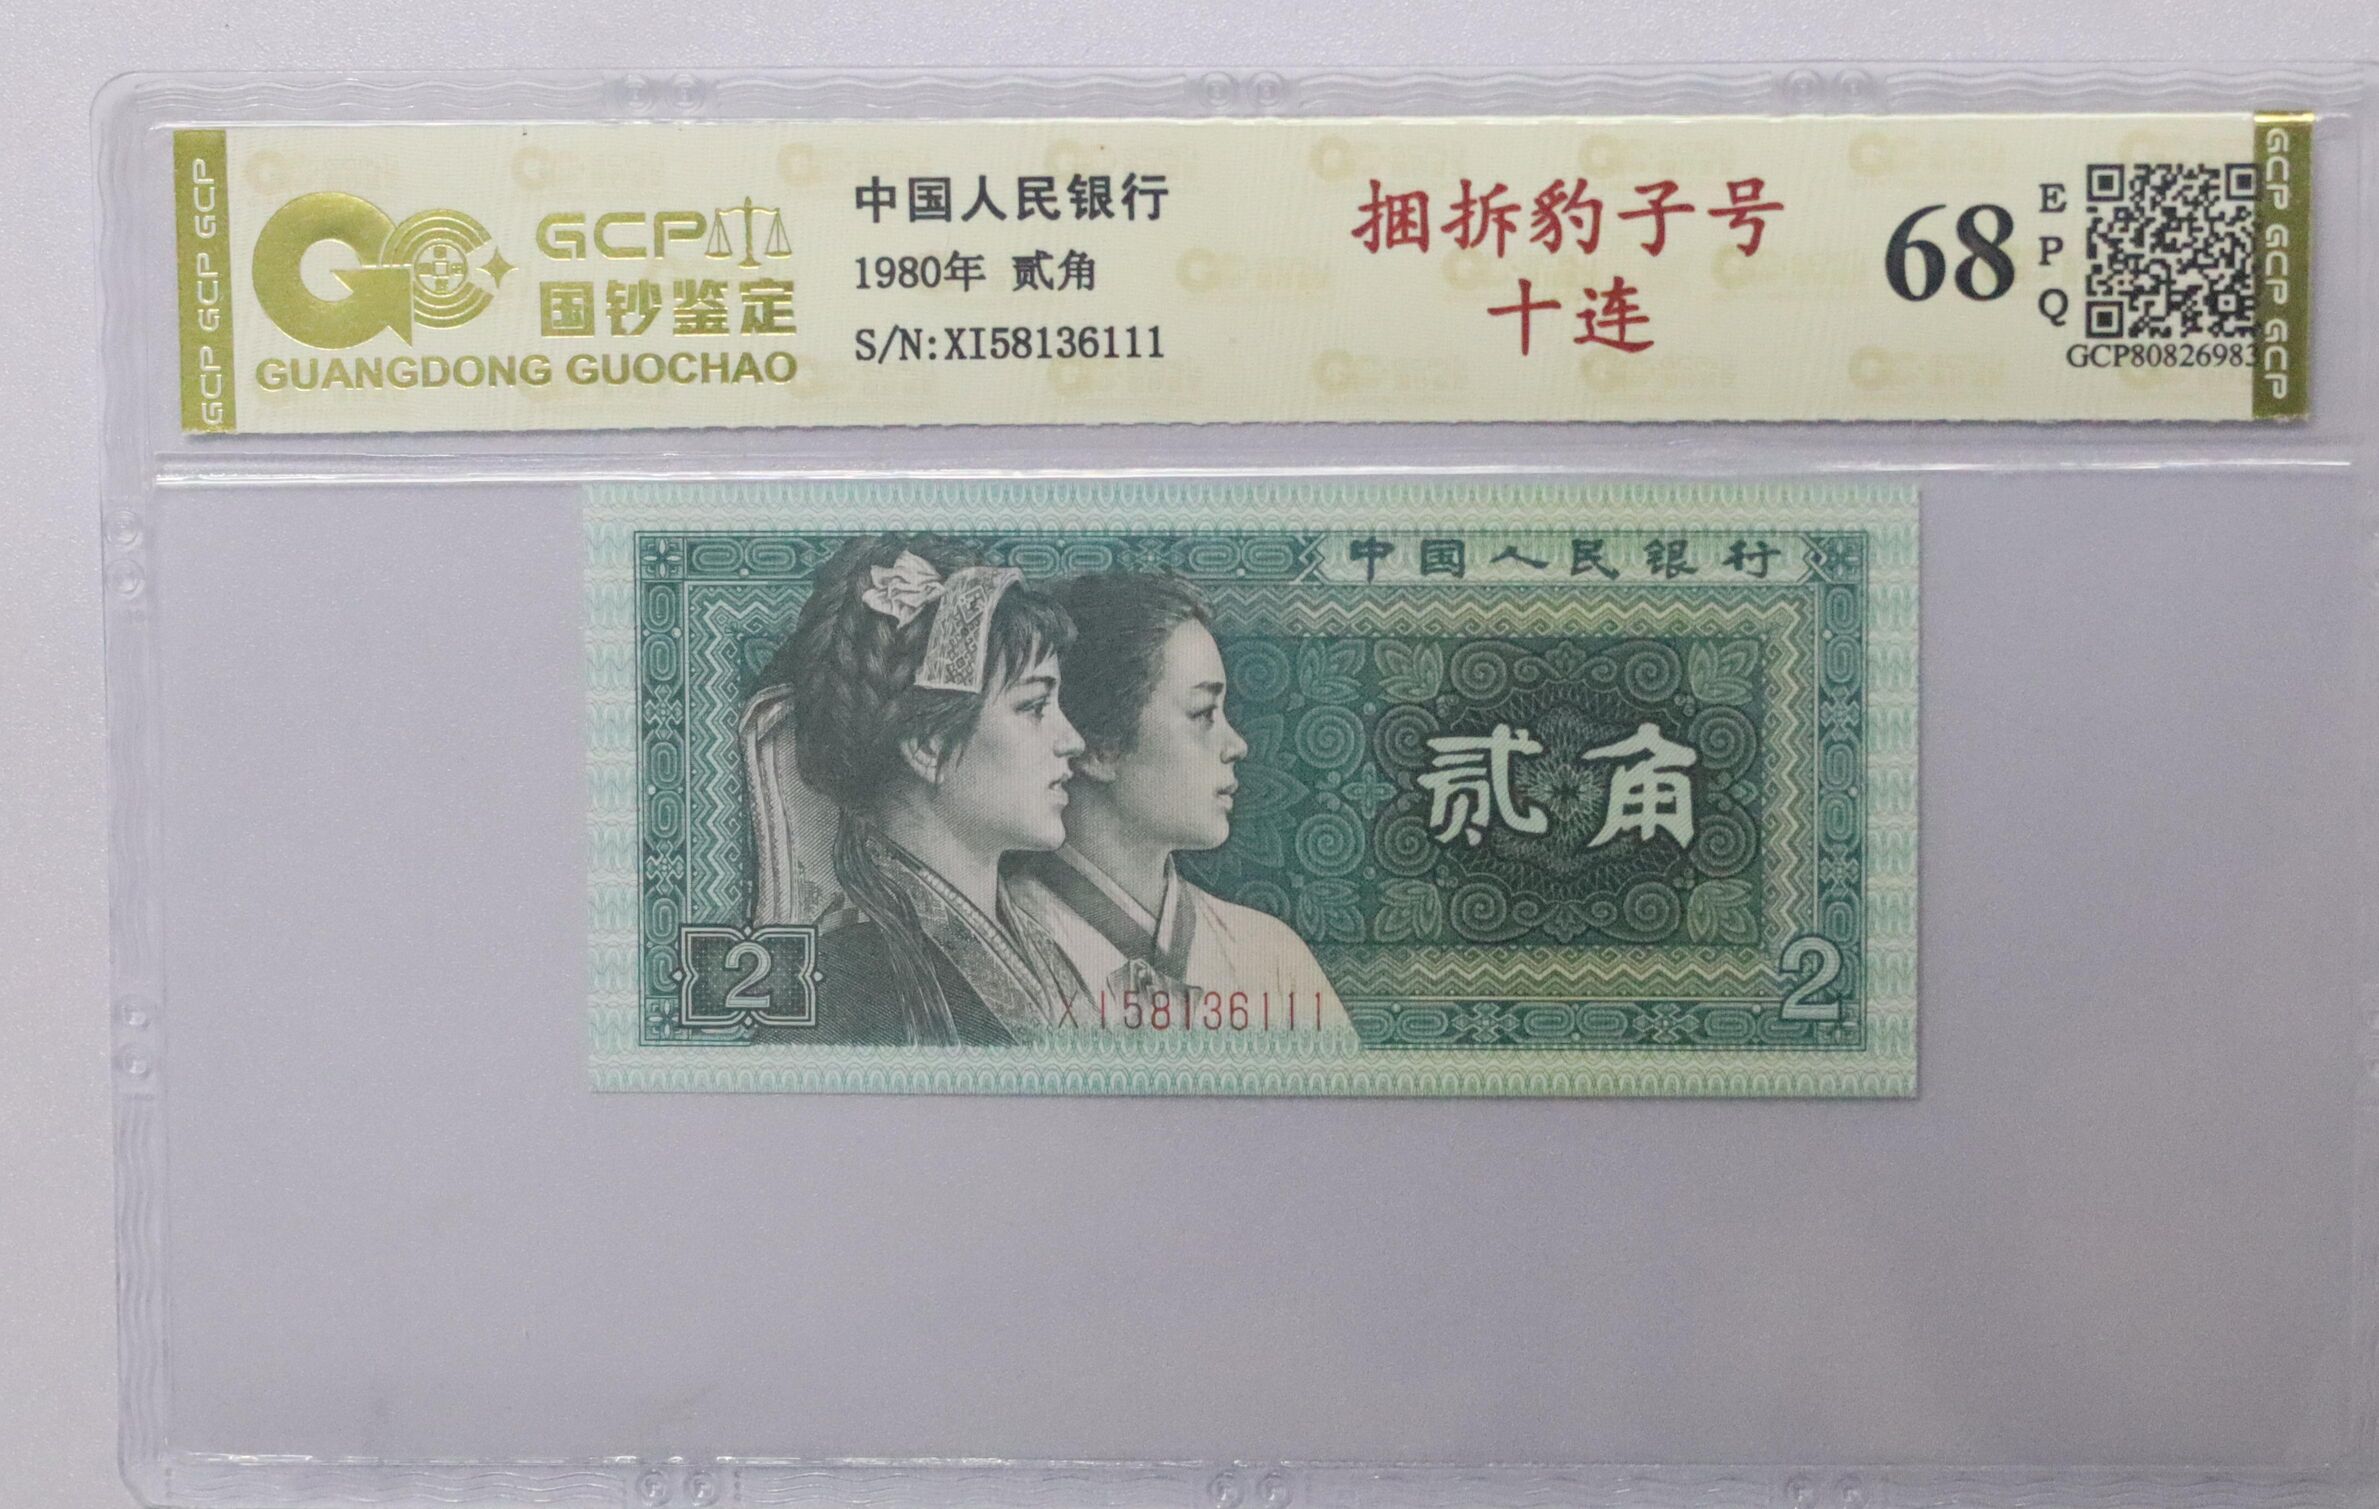 GCP GCP GCP
GCP
国钞鉴定
GUANGDONG GUOCHAO
中国人民银行
1980年 贰角
S/N:XI58136111
捆拆豹子号
十连
68
EPQ
GCP80826983
GCP GCP GCP
中国人民银行
贰角
2
XI58136111
2